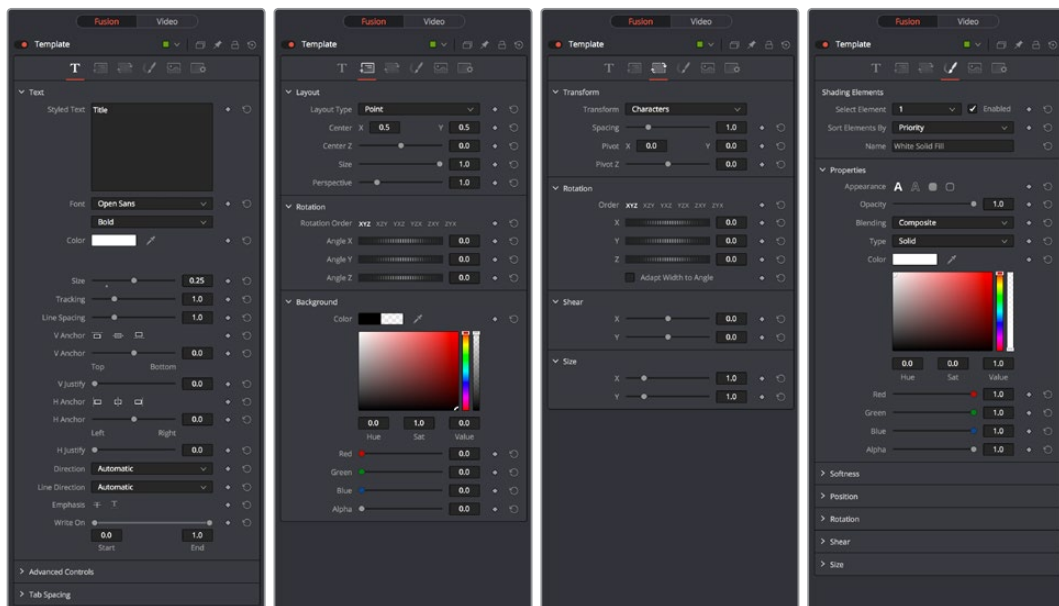 Fusion Video
Template
Text
Styled Text Title
Font Open Sans
Bold
Color
Size 0.25
Tracking 1.0
Line Spacing 1.0
V Anchor
V Anchor 0.0
Top Bottom
V Justify 0.0
H Anchor
H Anchor 0.0
Left Right
H Justify 0.0
Direction Automatic
Line Direction Automatic
Emphasis
Write On
0.0 1.0
Start End
Advanced Controls
Tab Spacing
Fusion Video
Template
Layout
Layout Type Point
Center X 0.5 Y 0.5
Center Z 0.0
Size 1.0
Perspective 1.0
Rotation
Rotation Order XYZ XZY YXZ YZX ZXY ZYX
Angle X 0.0
Angle Y 0.0
Angle Z 0.0
Background
Color
0.0 1.0 0.0
Hue Sat Value
Red 0.0
Green 0.0
Blue 0.0
Alpha 0.0
Fusion Video
Template
Transform
Transform Characters
Spacing 1.0
Pivot X 0.0 Y 0.0
Pivot Z 0.0
Rotation
Order XYZ XZY YXZ YZX ZXY ZYX
X 0.0
Y 0.0
Z 0.0
Adapt Width to Angle
Shear
X 0.0
Y 0.0
Size
X 1.0
Y 1.0
Fusion Video
Template
Shading Elements
Select Element 1 Enabled
Sort Elements By Priority
Name White Solid Fill
Properties
Appearance A A
Opacity 1.0
Blending Composite
Type Solid
Color
0.0 0.0 1.0
Hue Sat Value
Red 1.0
Green 1.0
Blue 1.0
Alpha 1.0
Softness
Position
Rotation
Shear
Size